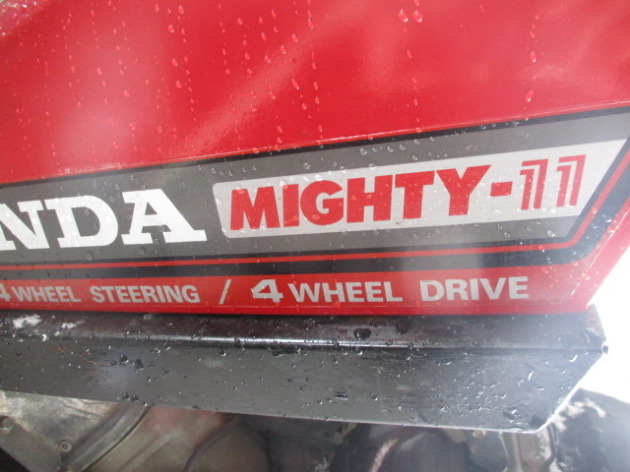 NDA MIGHTY-11
4 WHEEL STEERING / 4 WHEEL DRIVE